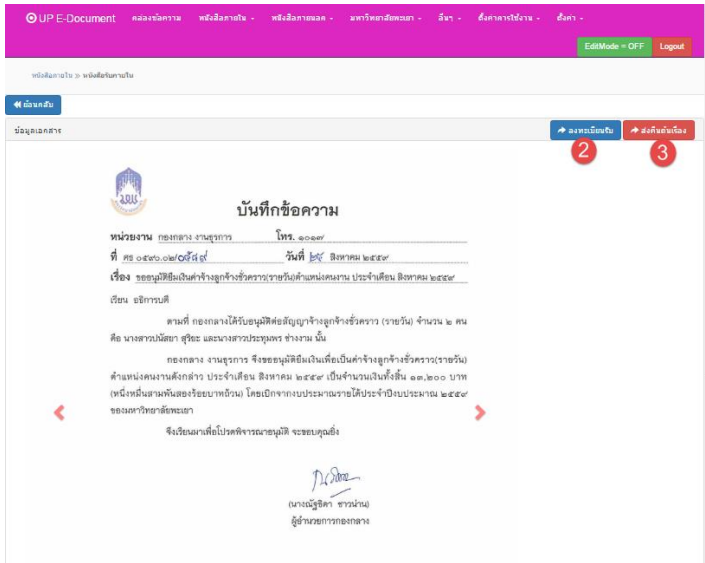 UP E-Document กล่องข้อความ หนังสือภายใน หนังสือภายนอก มหาวิทยาลัยพะเยา อื่นๆ ตั้งค่าการใช้งาน ตั้งค่า
EditMode = OFF Logout
หนังสือภายใน » หนังสือรับภายใน
ย้อนกลับ
ข้อมูลเอกสาร ลงทะเบียนรับ ส่งคืนต้นเรื่อง
2 3
บันทึกข้อความ
หน่วยงาน กองกลาง งานธุรการ โทร. ๑๐๑๗
ที่ ศธ ๐๕๙๐.๐๒/ วันที่ สิงหาคม ๒๕๕๙
เรื่อง ขออนุมัติยืมเงินค่าจ้างลูกจ้างชั่วคราว(รายวัน)ตำแหน่งคนงาน ประจำเดือน สิงหาคม ๒๕๕๙
เรียน อธิการบดี
ตามที่ กองกลางได้รับอนุมัติต่อสัญญาจ้างลูกจ้างชั่วคราว (รายวัน) จำนวน ๒ คน
คือ นางสาวปนัสยา สุริยะ และนางสาวประทุมพร ช่างงาม นั้น
กองกลาง งานธุรการ จึงขออนุมัติยืมเงินเพื่อเป็นค่าจ้างลูกจ้างชั่วคราว(รายวัน)
ตำแหน่งคนงานดังกล่าว ประจำเดือน สิงหาคม ๒๕๕๙ เป็นจำนวนเงินทั้งสิ้น ๑๓,๒๐๐ บาท
(หนึ่งหมื่นสามพันสองร้อยบาทถ้วน) โดยเบิกจากงบประมาณรายได้ประจำปีงบประมาณ ๒๕๕๙
ของมหาวิทยาลัยพะเยา
จึงเรียนมาเพื่อโปรดพิจารณาอนุมัติ จะขอบคุณยิ่ง
(นางณัฐธิดา ชาวน่าน)
ผู้อำนวยการกองกลาง